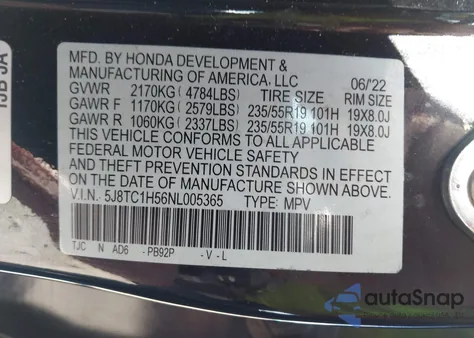 MFD. BY HONDA DEVELOPMENT &
MANUFACTURING OF AMERICA, LLC 06/'22
GVWR 2170KG ( 4784LBS) TIRE SIZE RIM SIZE
GAWR F 1170KG ( 2579LBS) 235/55R19 101H 19X8.0J
GAWR R 1060KG ( 2337LBS) 235/55R19 101H 19X8.0J
THIS VEHICLE CONFORMS TO ALL APPLICABLE
FEDERAL MOTOR VEHICLE SAFETY
AND THEFT PREVENTION STANDARDS IN EFFECT
ON THE DATE OF MANUFACTURE SHOWN ABOVE.
V.I.N. 5J8TC1H56NL005365 TYPE: MPV
TJC N AD6 -PB92P -V-L
autoSnap